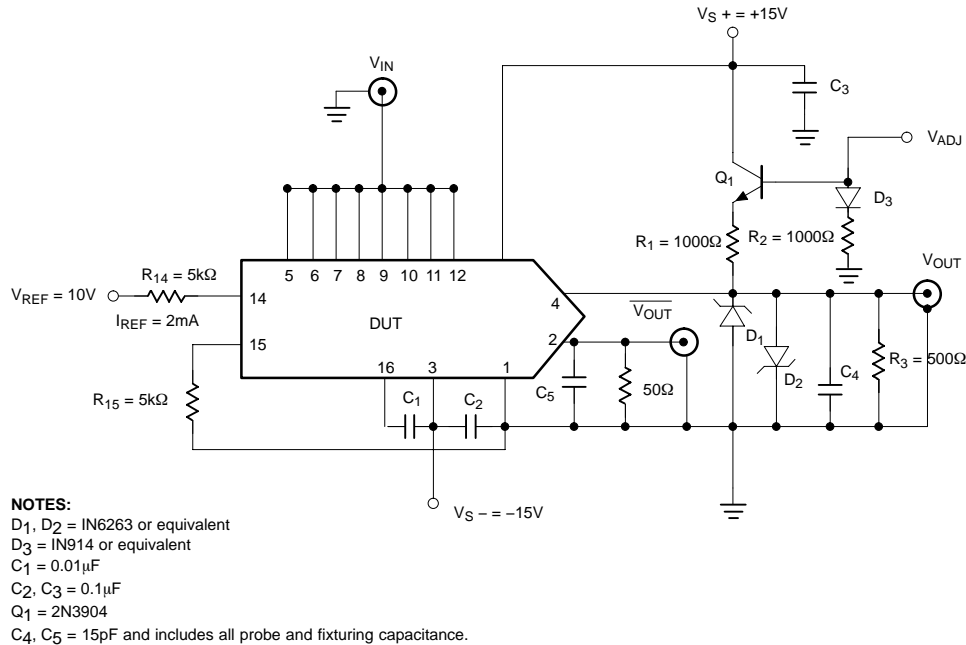 VS + = +15V
VIN
C3
VADJ
Q1
D3
R1 = 1000Ω
R2 = 1000Ω
VOUT
5 6 7 8 9 10 11 12
R14 = 5kΩ
VREF = 10V
14
4
IREF = 2mA
DUT
VOUT
D1
15
2
R3 = 500Ω
16 3 1
D2
C4
C5
50Ω
R15 = 5kΩ
C1
C2
VS – = –15V
NOTES:
D1, D2 = IN6263 or equivalent
D3 = IN914 or equivalent
C1 = 0.01μF
C2, C3 = 0.1μF
Q1 = 2N3904
C4, C5 = 15pF and includes all probe and fixturing capacitance.